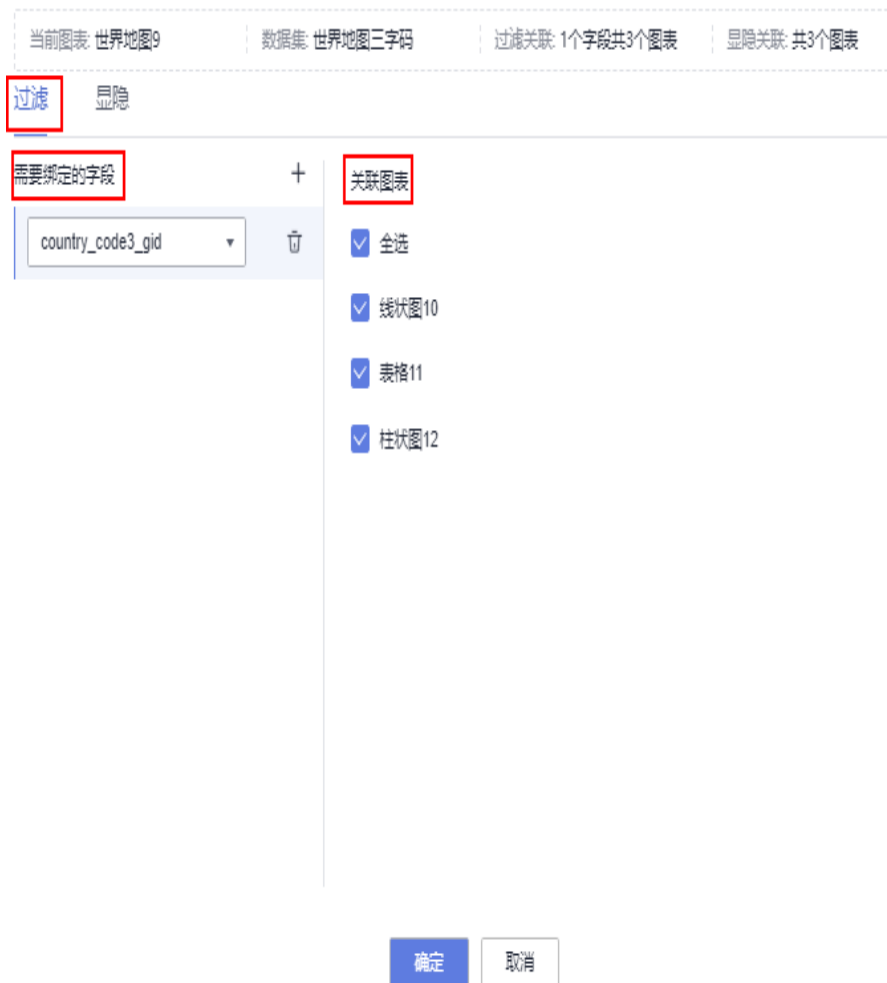 当前图表: 世界地图9 数据集: 世界地图三字码 过滤关联: 1个字段共3个图表 显隐关联: 共3个图表
过滤 显隐
需要绑定的字段 +
关联图表
country_code3_gid
全选
线状图10
表格11
柱状图12
确定 取消